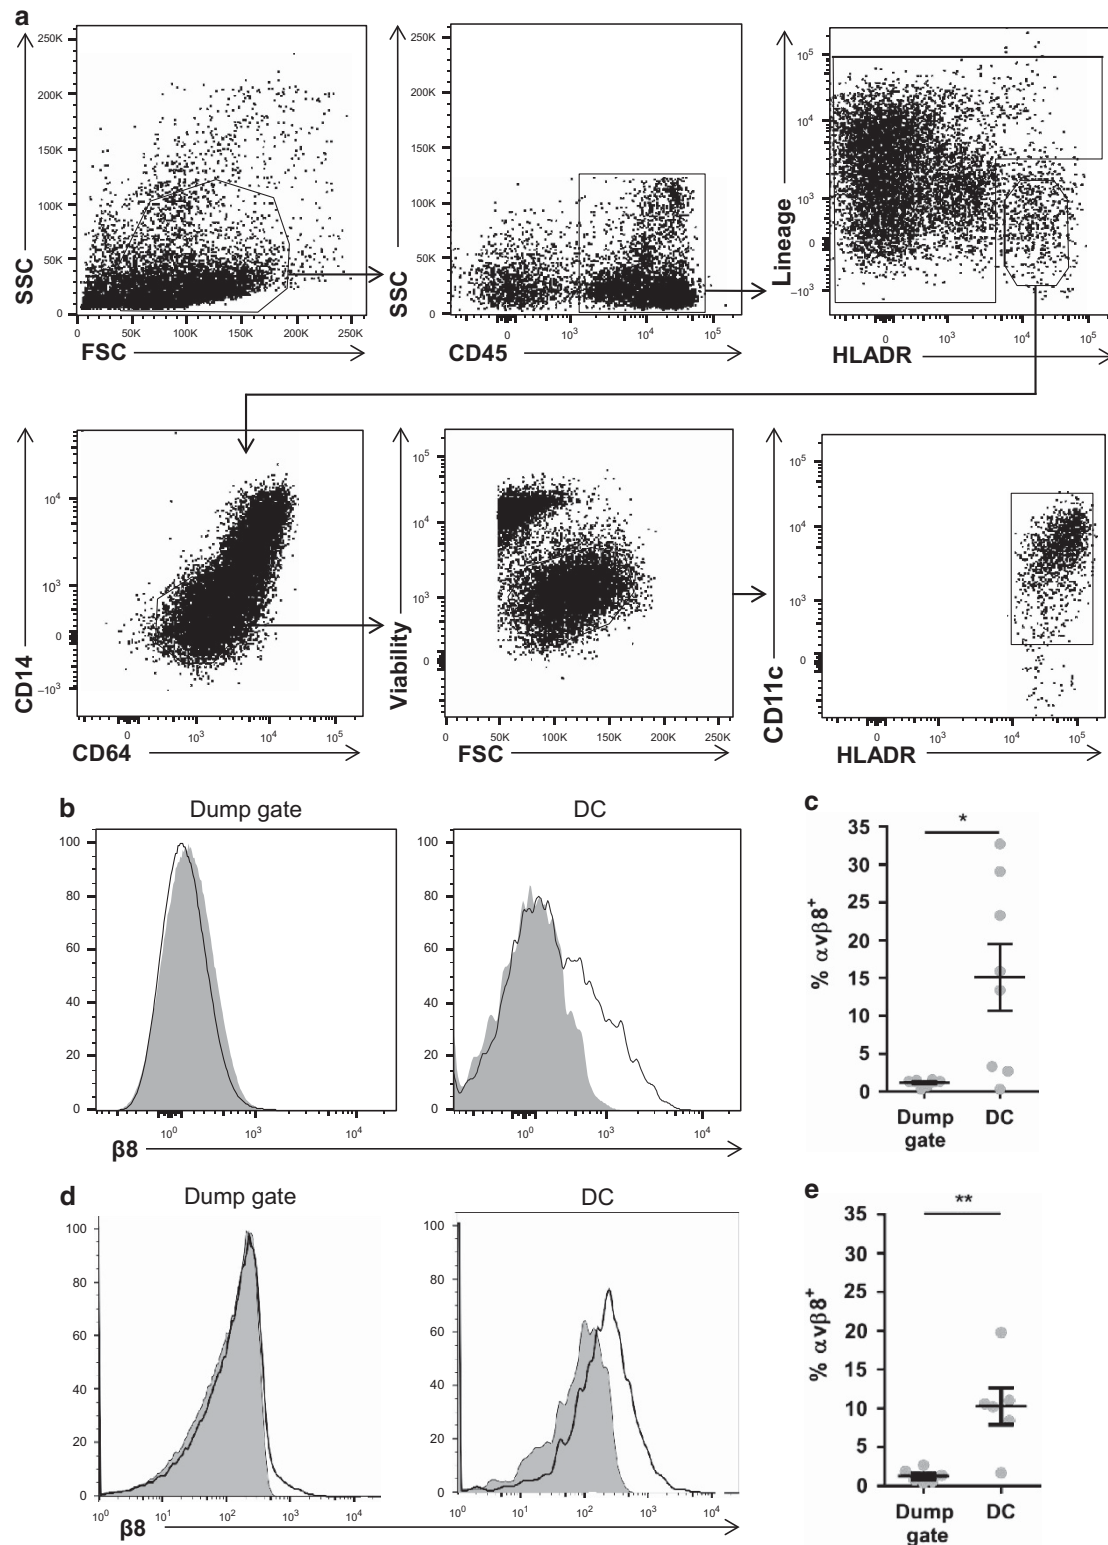 a
250K
200K
150K
100K
50K
0
SSC
0 50K 100K 150K 200K 250K
FSC
250K
200K
150K
100K
50K
0
SSC
0 10³ 10⁴ 10⁵
CD45
10⁵
10⁴
10³
0
−10³
Lineage
0 10³ 10⁴ 10⁵
HLADR
10⁴
10³
0
−10³
CD14
0 10³ 10⁴ 10⁵
CD64
10⁵
10⁴
10³
0
Viability
0 50K 100K 150K 200K 250K
FSC
10⁵
10⁴
10³
0
CD11c
0 10³ 10⁴ 10⁵
HLADR
b
Dump gate
100
80
60
40
20
0
10⁰ 10³ 10⁴
DC
100
80
60
40
20
0
10⁰ 10³ 10⁴
β8
c
35
30
25
20
15
10
5
0
% αvβ8⁺
*
Dump
gate
DC
d
Dump gate
100
80
60
40
20
0
10⁰ 10¹ 10² 10³ 10⁴
DC
100
80
60
40
20
0
10⁰ 10¹ 10² 10³ 10⁴
β8
e
35
30
25
20
15
10
5
0
% αvβ8⁺
**
Dump
gate
DC